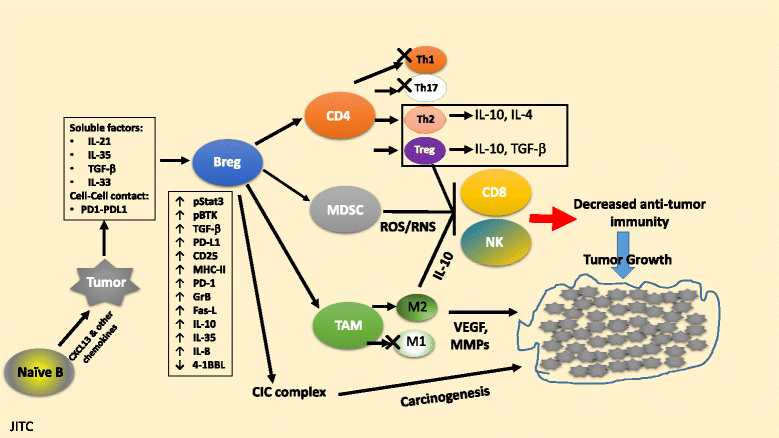 Soluble factors:
• IL-21
• IL-35
• TGF-β
• IL-33
Cell-Cell contact:
• PD1-PDL1
Tumor
CXCL13 & other
chemokines
Naïve B
Breg
↑ pStat3
↑ pBTK
↑ TGF-β
↑ PD-L1
↑ CD25
↑ MHC-II
↑ PD-1
↑ GrB
↑ Fas-L
↑ IL-10
↑ IL-35
↑ IL-8
↓ 4-1BBL
CD4
Th1
Th17
Th2
IL-10, IL-4
Treg
IL-10, TGF-β
MDSC
ROS/RNS
CD8
NK
IL-10
TAM
M2
M1
VEGF,
MMPs
CIC complex
Carcinogenesis
Decreased anti-tumor
immunity
Tumor Growth
JITC